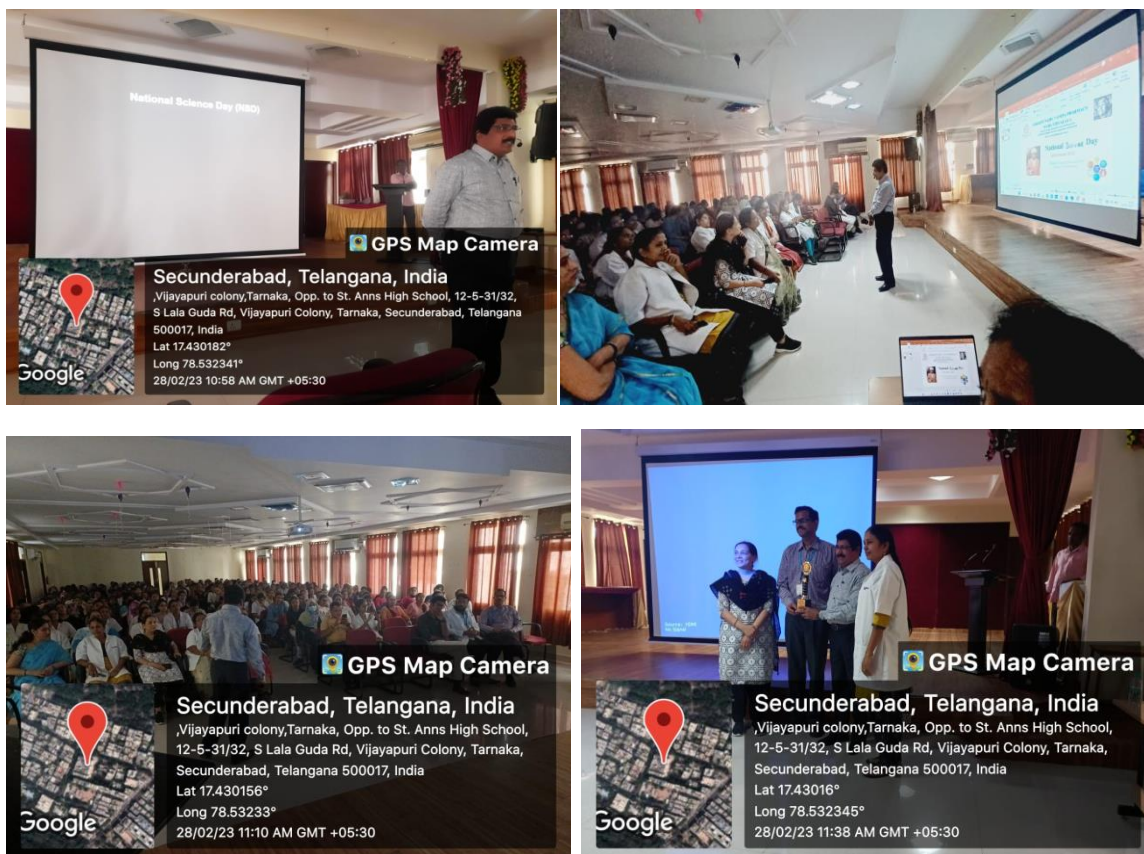 National Science Day (NSD)
GPS Map Camera
Secunderabad, Telangana, India
,Vijayapuri colony,Tarnaka, Opp. to St. Anns High School, 12-5-31/32,
S Lala Guda Rd, Vijayapuri Colony, Tarnaka, Secunderabad, Telangana
500017, India
Lat 17.430182°
Long 78.532341°
28/02/23 10:58 AM GMT +05:30
Google
National Science Day
GPS Map Camera
Secunderabad, Telangana, India
,Vijayapuri colony,Tarnaka, Opp. to St. Anns High School,
12-5-31/32, S Lala Guda Rd, Vijayapuri Colony, Tarnaka,
Secunderabad, Telangana 500017, India
Lat 17.430156°
Long 78.53233°
28/02/23 11:10 AM GMT +05:30
Google
GPS Map Camera
Secunderabad, Telangana, India
,Vijayapuri colony,Tarnaka, Opp. to St. Anns High School,
12-5-31/32, S Lala Guda Rd, Vijayapuri Colony, Tarnaka,
Secunderabad, Telangana 500017, India
Lat 17.43016°
Long 78.532345°
28/02/23 11:38 AM GMT +05:30
Google